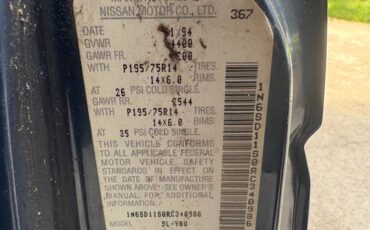 NISSAN MOTOR CO., LTD. 367
DATE 1/94
GVWR 4400
GAWR FR.
WITH P195/75R14 TIRES,
14X6.0 RIMS,
AT 26 PSI COLD SINGLE.
GAWR RR 2544
WITH P195/75R14 TIRES,
14X6.0 RIMS,
AT 35 PSI COLD SINGLE.
THIS VEHICLE CONFORMS
TO ALL APPLICABLE FEDERAL
MOTOR VEHICLE SAFETY
STANDARDS IN EFFECT ON THE
DATE OF MANUFACTURE
SHOWN ABOVE. SEE OWNER'S
MANUAL FOR ADDITIONAL
INFORMATION.
1N6SD11S0RC340986
MODEL
1N6SD11S0RC340986